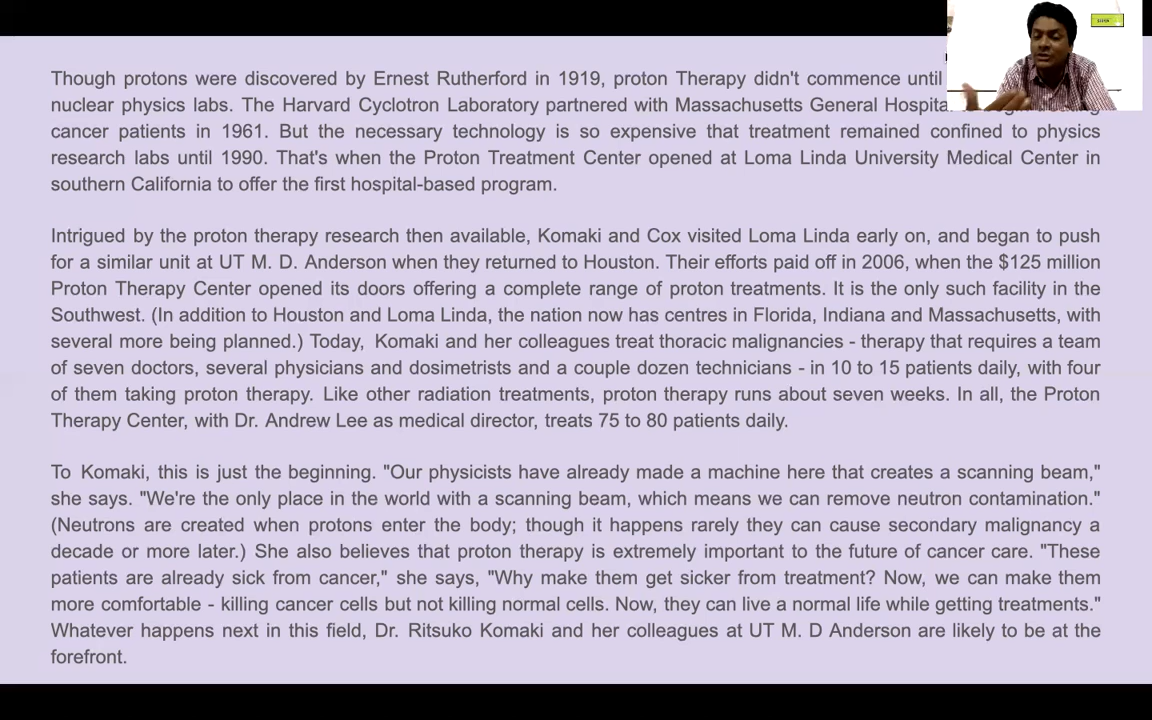 Though protons were discovered by Ernest Rutherford in 1919, proton Therapy didn't commence until
nuclear physics labs. The Harvard Cyclotron Laboratory partnered with Massachusetts General
cancer patients in 1961. But the necessary technology is so expensive that treatment remained confined to physics
research labs until 1990. That's when the Proton Treatment Center opened at Loma Linda University Medical Center in
southern California to offer the first hospital-based program.
Intrigued by the proton therapy research then available, Komaki and Cox visited Loma Linda early on, and began to push
for a similar unit at UT M. D. Anderson when they returned to Houston. Their efforts paid off in 2006, when the $125 million
Proton Therapy Center opened its doors offering a complete range of proton treatments. It is the only such facility in the
Southwest. (In addition to Houston and Loma Linda, the nation now has centres in Florida, Indiana and Massachusetts, with
several more being planned.) Today, Komaki and her colleagues treat thoracic malignancies - therapy that requires a team
of seven doctors, several physicians and dosimetrists and a couple dozen technicians - in 10 to 15 patients daily, with four
of them taking proton therapy. Like other radiation treatments, proton therapy runs about seven weeks. In all, the Proton
Therapy Center, with Dr. Andrew Lee as medical director, treats 75 to 80 patients daily.
To Komaki, this is just the beginning. "Our physicists have already made a machine here that creates a scanning beam,"
she says. "We're the only place in the world with a scanning beam, which means we can remove neutron contamination."
(Neutrons are created when protons enter the body; though it happens rarely they can cause secondary malignancy a
decade or more later.) She also believes that proton therapy is extremely important to the future of cancer care. "These
patients are already sick from cancer," she says, "Why make them get sicker from treatment? Now, we can make them
more comfortable - killing cancer cells but not killing normal cells. Now, they can live a normal life while getting treatments."
Whatever happens next in this field, Dr. Ritsuko Komaki and her colleagues at UT M. D Anderson are likely to be at the
forefront.